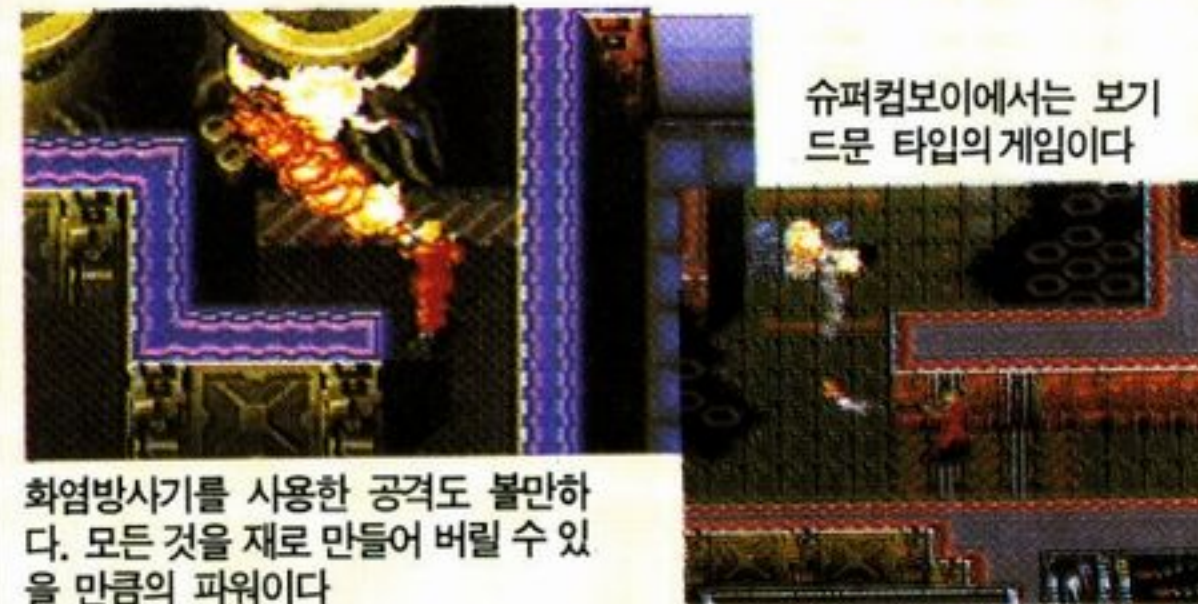 슈퍼컴보이에서는 보기
드문 타입의 게임이다
화염방사기를 사용한 공격도 볼만하
다. 모든 것을 재로 만들어 버릴 수 있
을 만큼의 파워이다